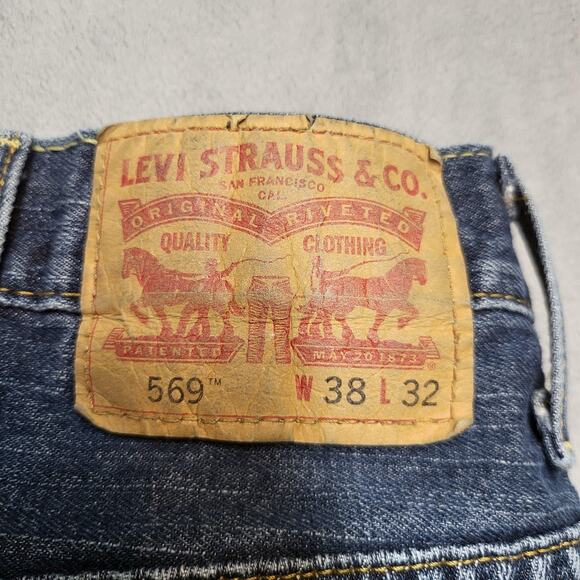 LEVI STRAUSS & CO.
SAN FRANCISCO
CAL.
ORIGINAL RIVETED
QUALITY CLOTHING
PATENTED MAY 20 1873 ®
569™ W 38 L 32